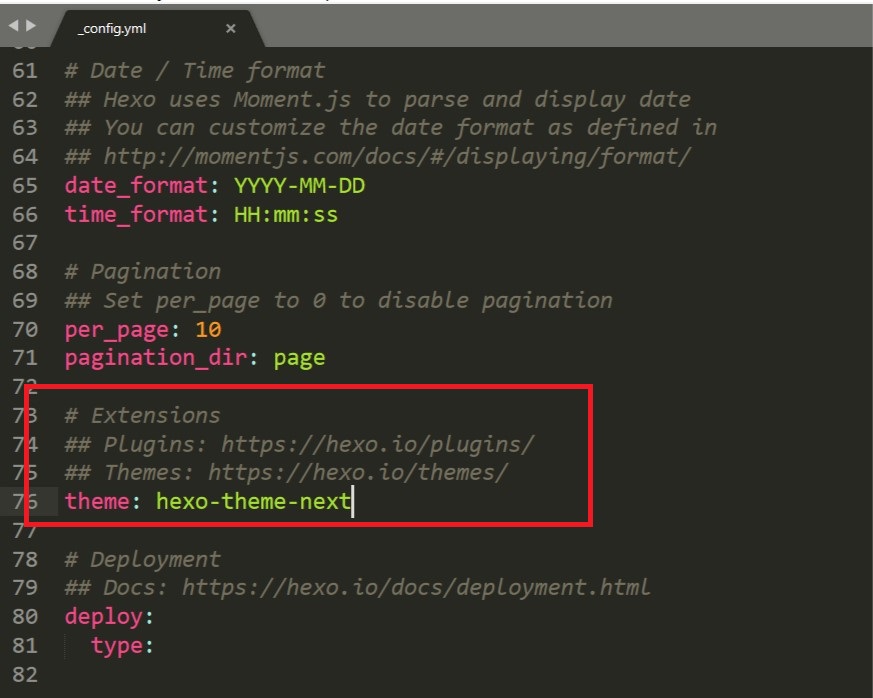 _config.yml ×
61 # Date / Time format
62 ## Hexo uses Moment.js to parse and display date
63 ## You can customize the date format as defined in
64 ## http://momentjs.com/docs/#/displaying/format/
65 date_format: YYYY-MM-DD
66 time_format: HH:mm:ss
67
68 # Pagination
69 ## Set per_page to 0 to disable pagination
70 per_page: 10
71 pagination_dir: page
72
73 # Extensions
74 ## Plugins: https://hexo.io/plugins/
75 ## Themes: https://hexo.io/themes/
76 theme: hexo-theme-next
77
78 # Deployment
79 ## Docs: https://hexo.io/docs/deployment.html
80 deploy:
81   type:
82